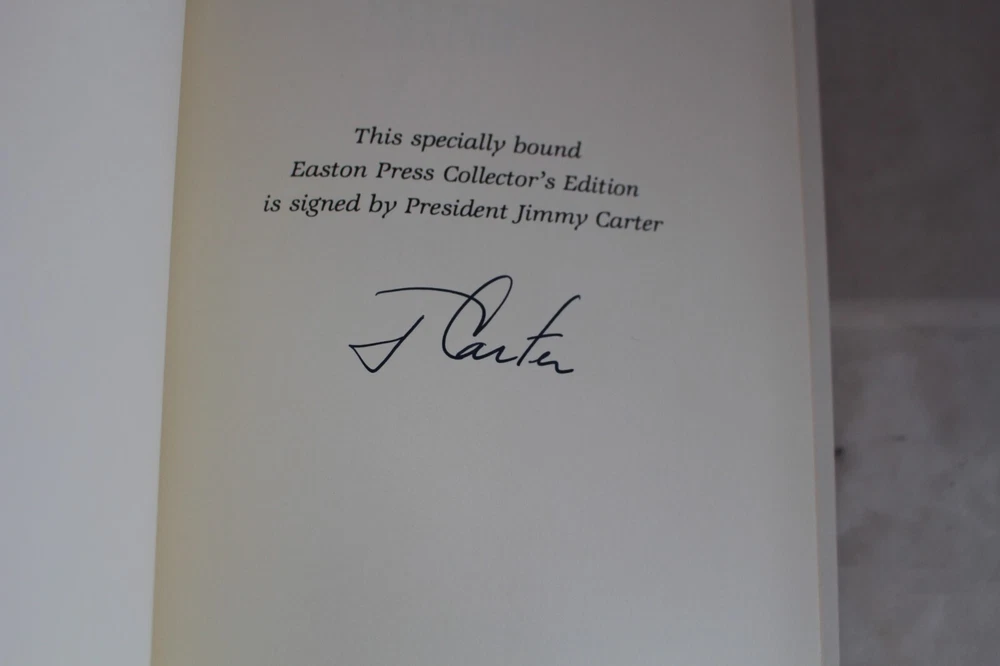 This specially bound
Easton Press Collector's Edition
is signed by President Jimmy Carter
J Carter